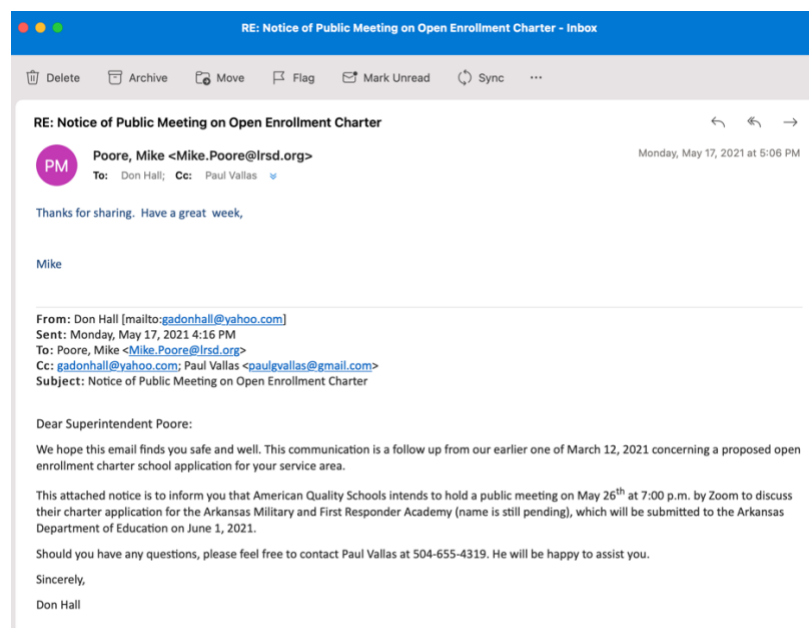 RE: Notice of Public Meeting on Open Enrollment Charter - Inbox
Delete Archive Move Flag Mark Unread Sync ...
RE: Notice of Public Meeting on Open Enrollment Charter
PM
Poore, Mike <Mike.Poore@lrsd.org>
Monday, May 17, 2021 at 5:06 PM
To: Don Hall; Cc: Paul Vallas
Thanks for sharing. Have a great week,
Mike
From: Don Hall [mailto:gadonhall@yahoo.com]
Sent: Monday, May 17, 2021 4:16 PM
To: Poore, Mike <Mike.Poore@lrsd.org>
Cc: gadonhall@yahoo.com; Paul Vallas <paulgvallas@gmail.com>
Subject: Notice of Public Meeting on Open Enrollment Charter
Dear Superintendent Poore:
We hope this email finds you safe and well. This communication is a follow up from our earlier one of March 12, 2021 concerning a proposed open
enrollment charter school application for your service area.
This attached notice is to inform you that American Quality Schools intends to hold a public meeting on May 26th at 7:00 p.m. by Zoom to discuss
their charter application for the Arkansas Military and First Responder Academy (name is still pending), which will be submitted to the Arkansas
Department of Education on June 1, 2021.
Should you have any questions, please feel free to contact Paul Vallas at 504-655-4319. He will be happy to assist you.
Sincerely,
Don Hall